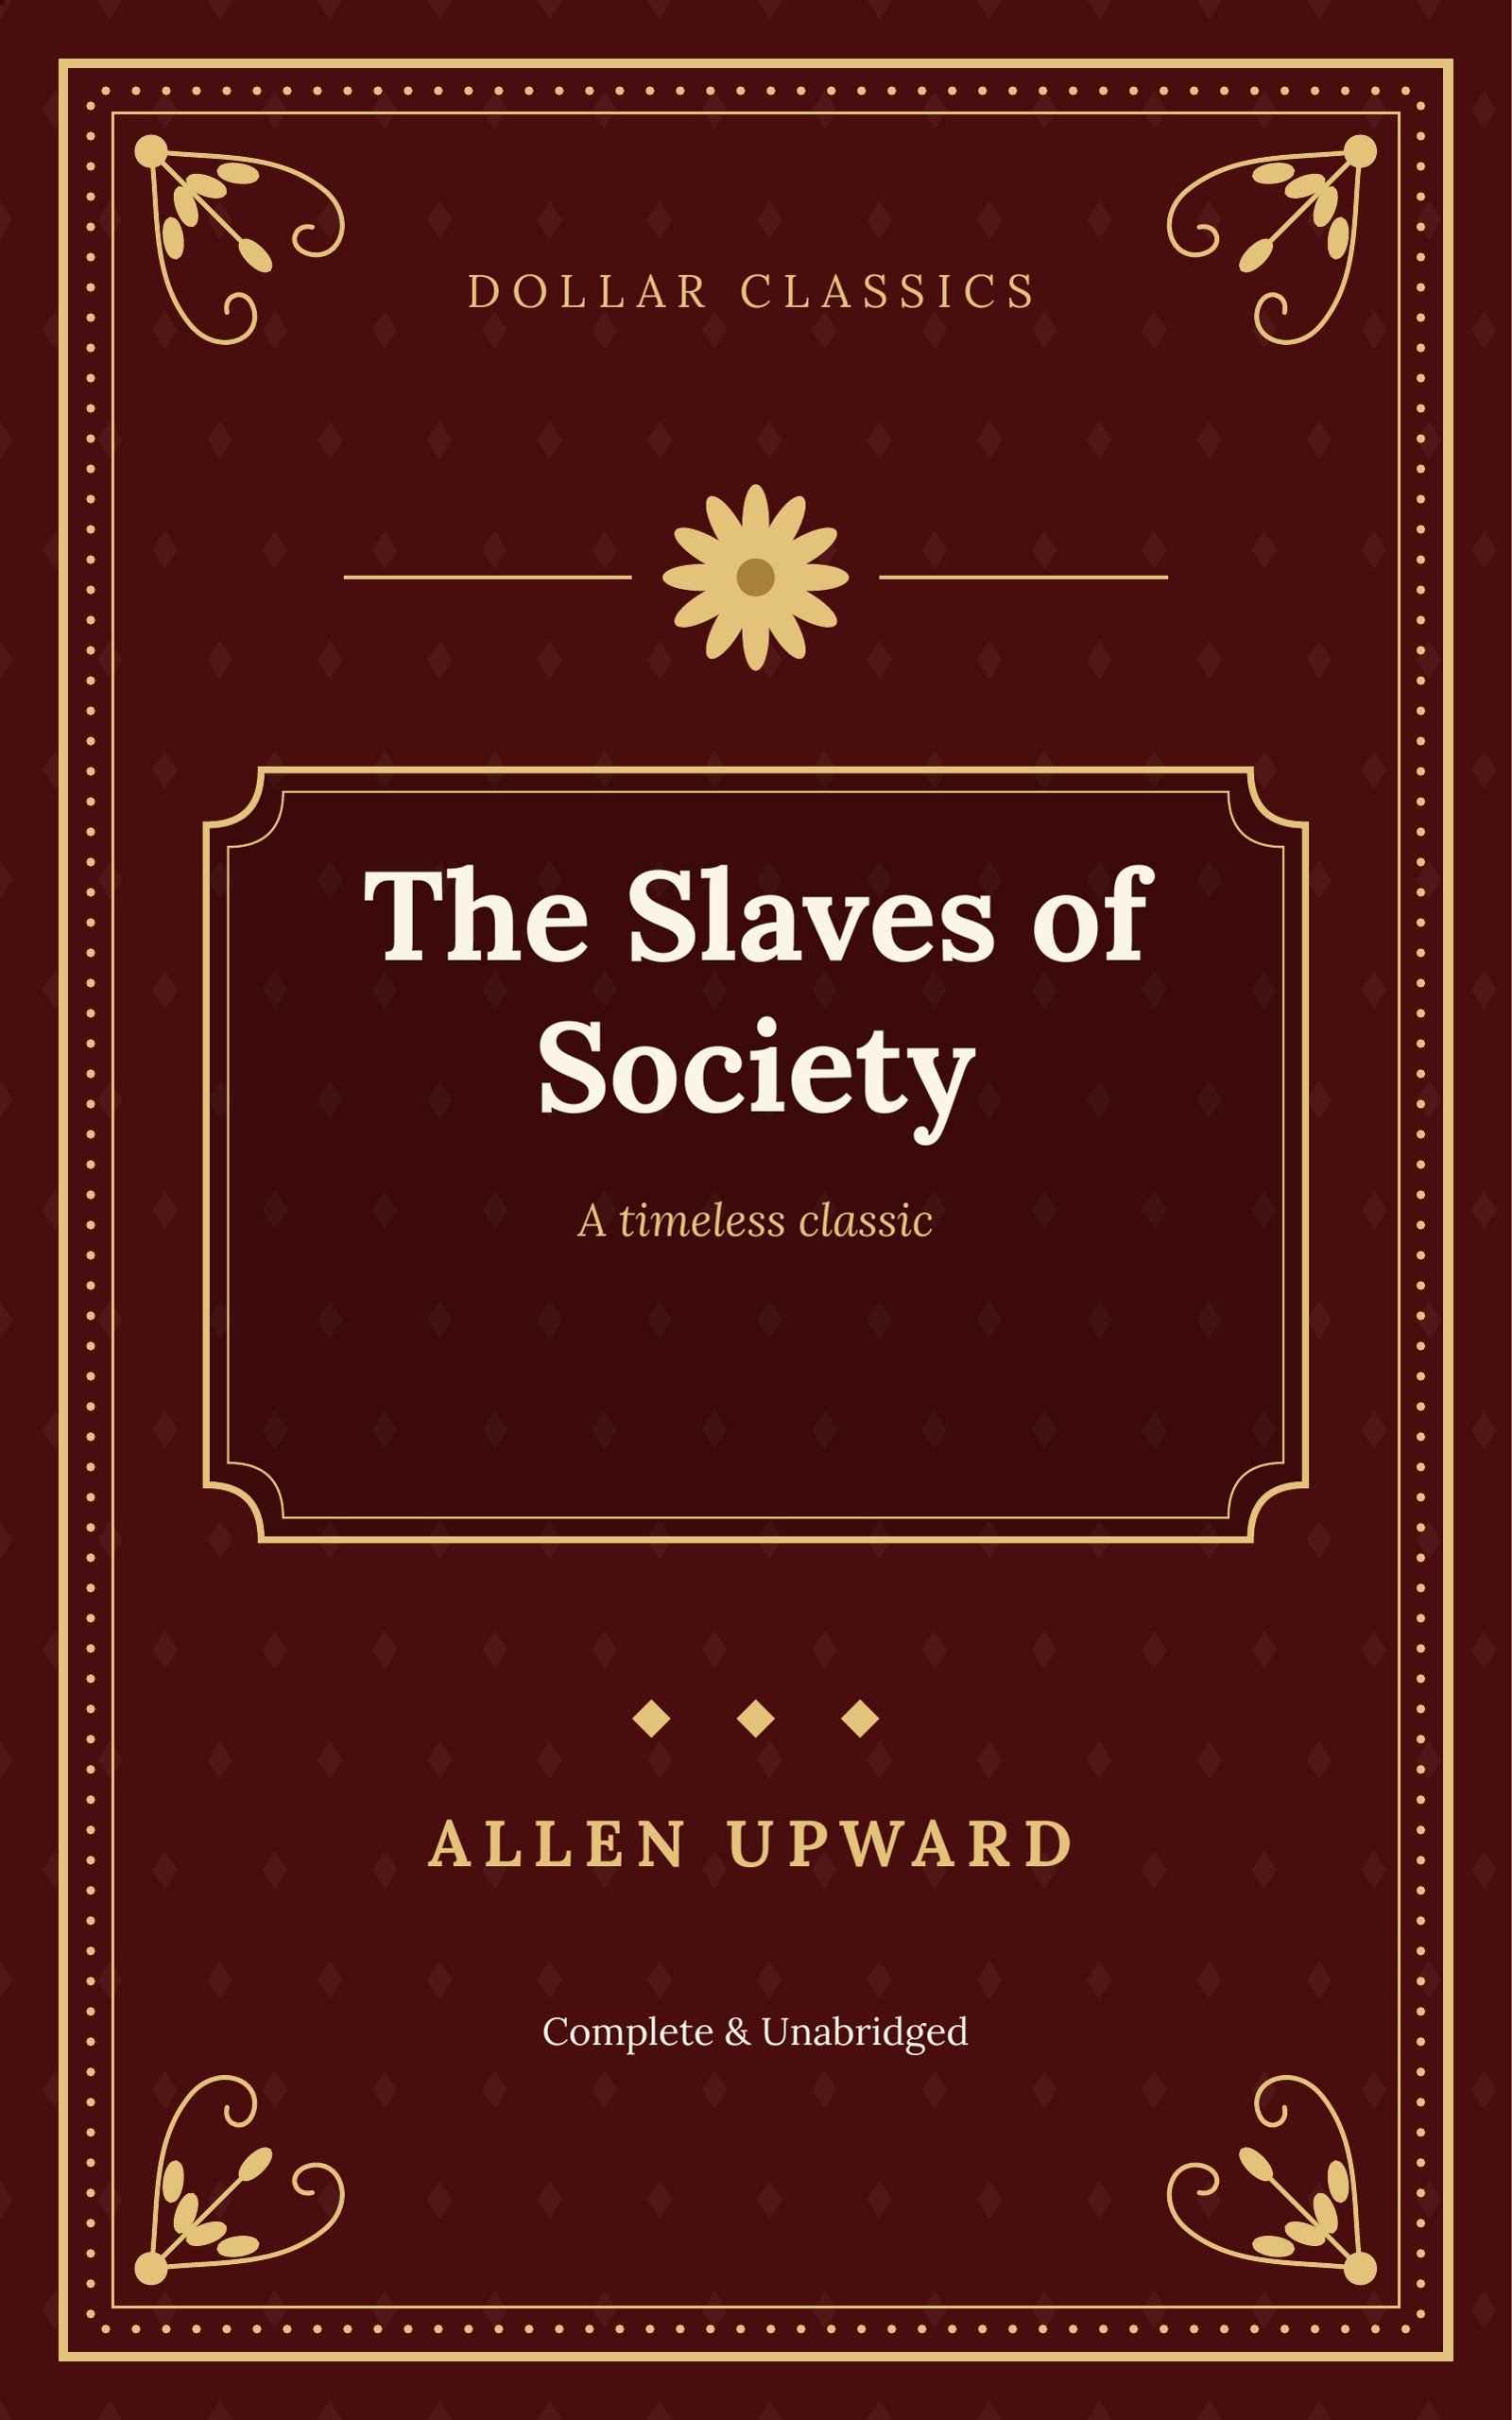 DOLLAR CLASSICS
The Slaves of
Society
A timeless classic
ALLEN UPWARD
Complete & Unabridged